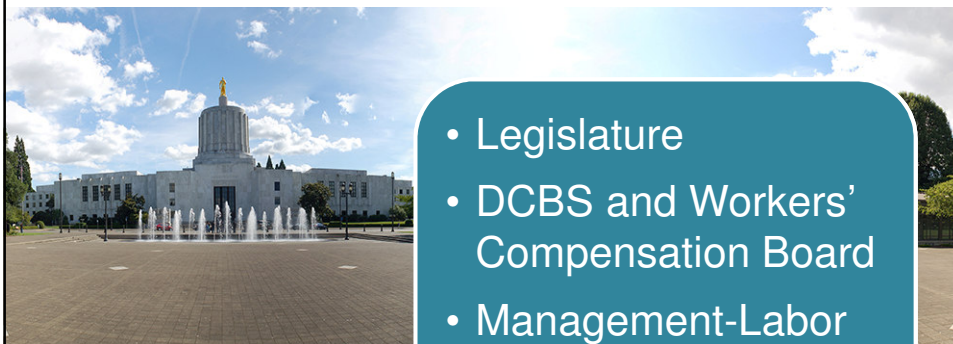 • Legislature
• DCBS and Workers’
Compensation Board
• Management-Labor